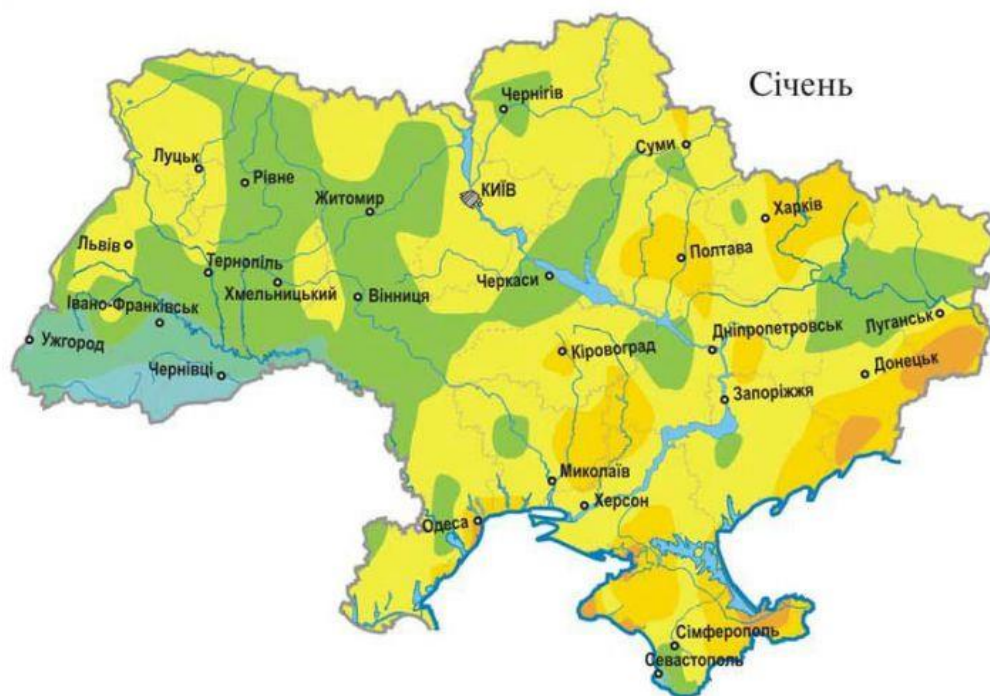 Січень
Чернігів
Суми
Луцьк
Рівне
Житомир
КИЇВ
Харків
Львів
Полтава
Тернопіль
Хмельницький
Вінниця
Черкаси
Івано-Франківськ
Луганськ
Ужгород
Кіровоград
Дніпропетровськ
Чернівці
Донецьк
Запоріжжя
Миколаїв
Херсон
Одеса
Сімферополь
Севастополь